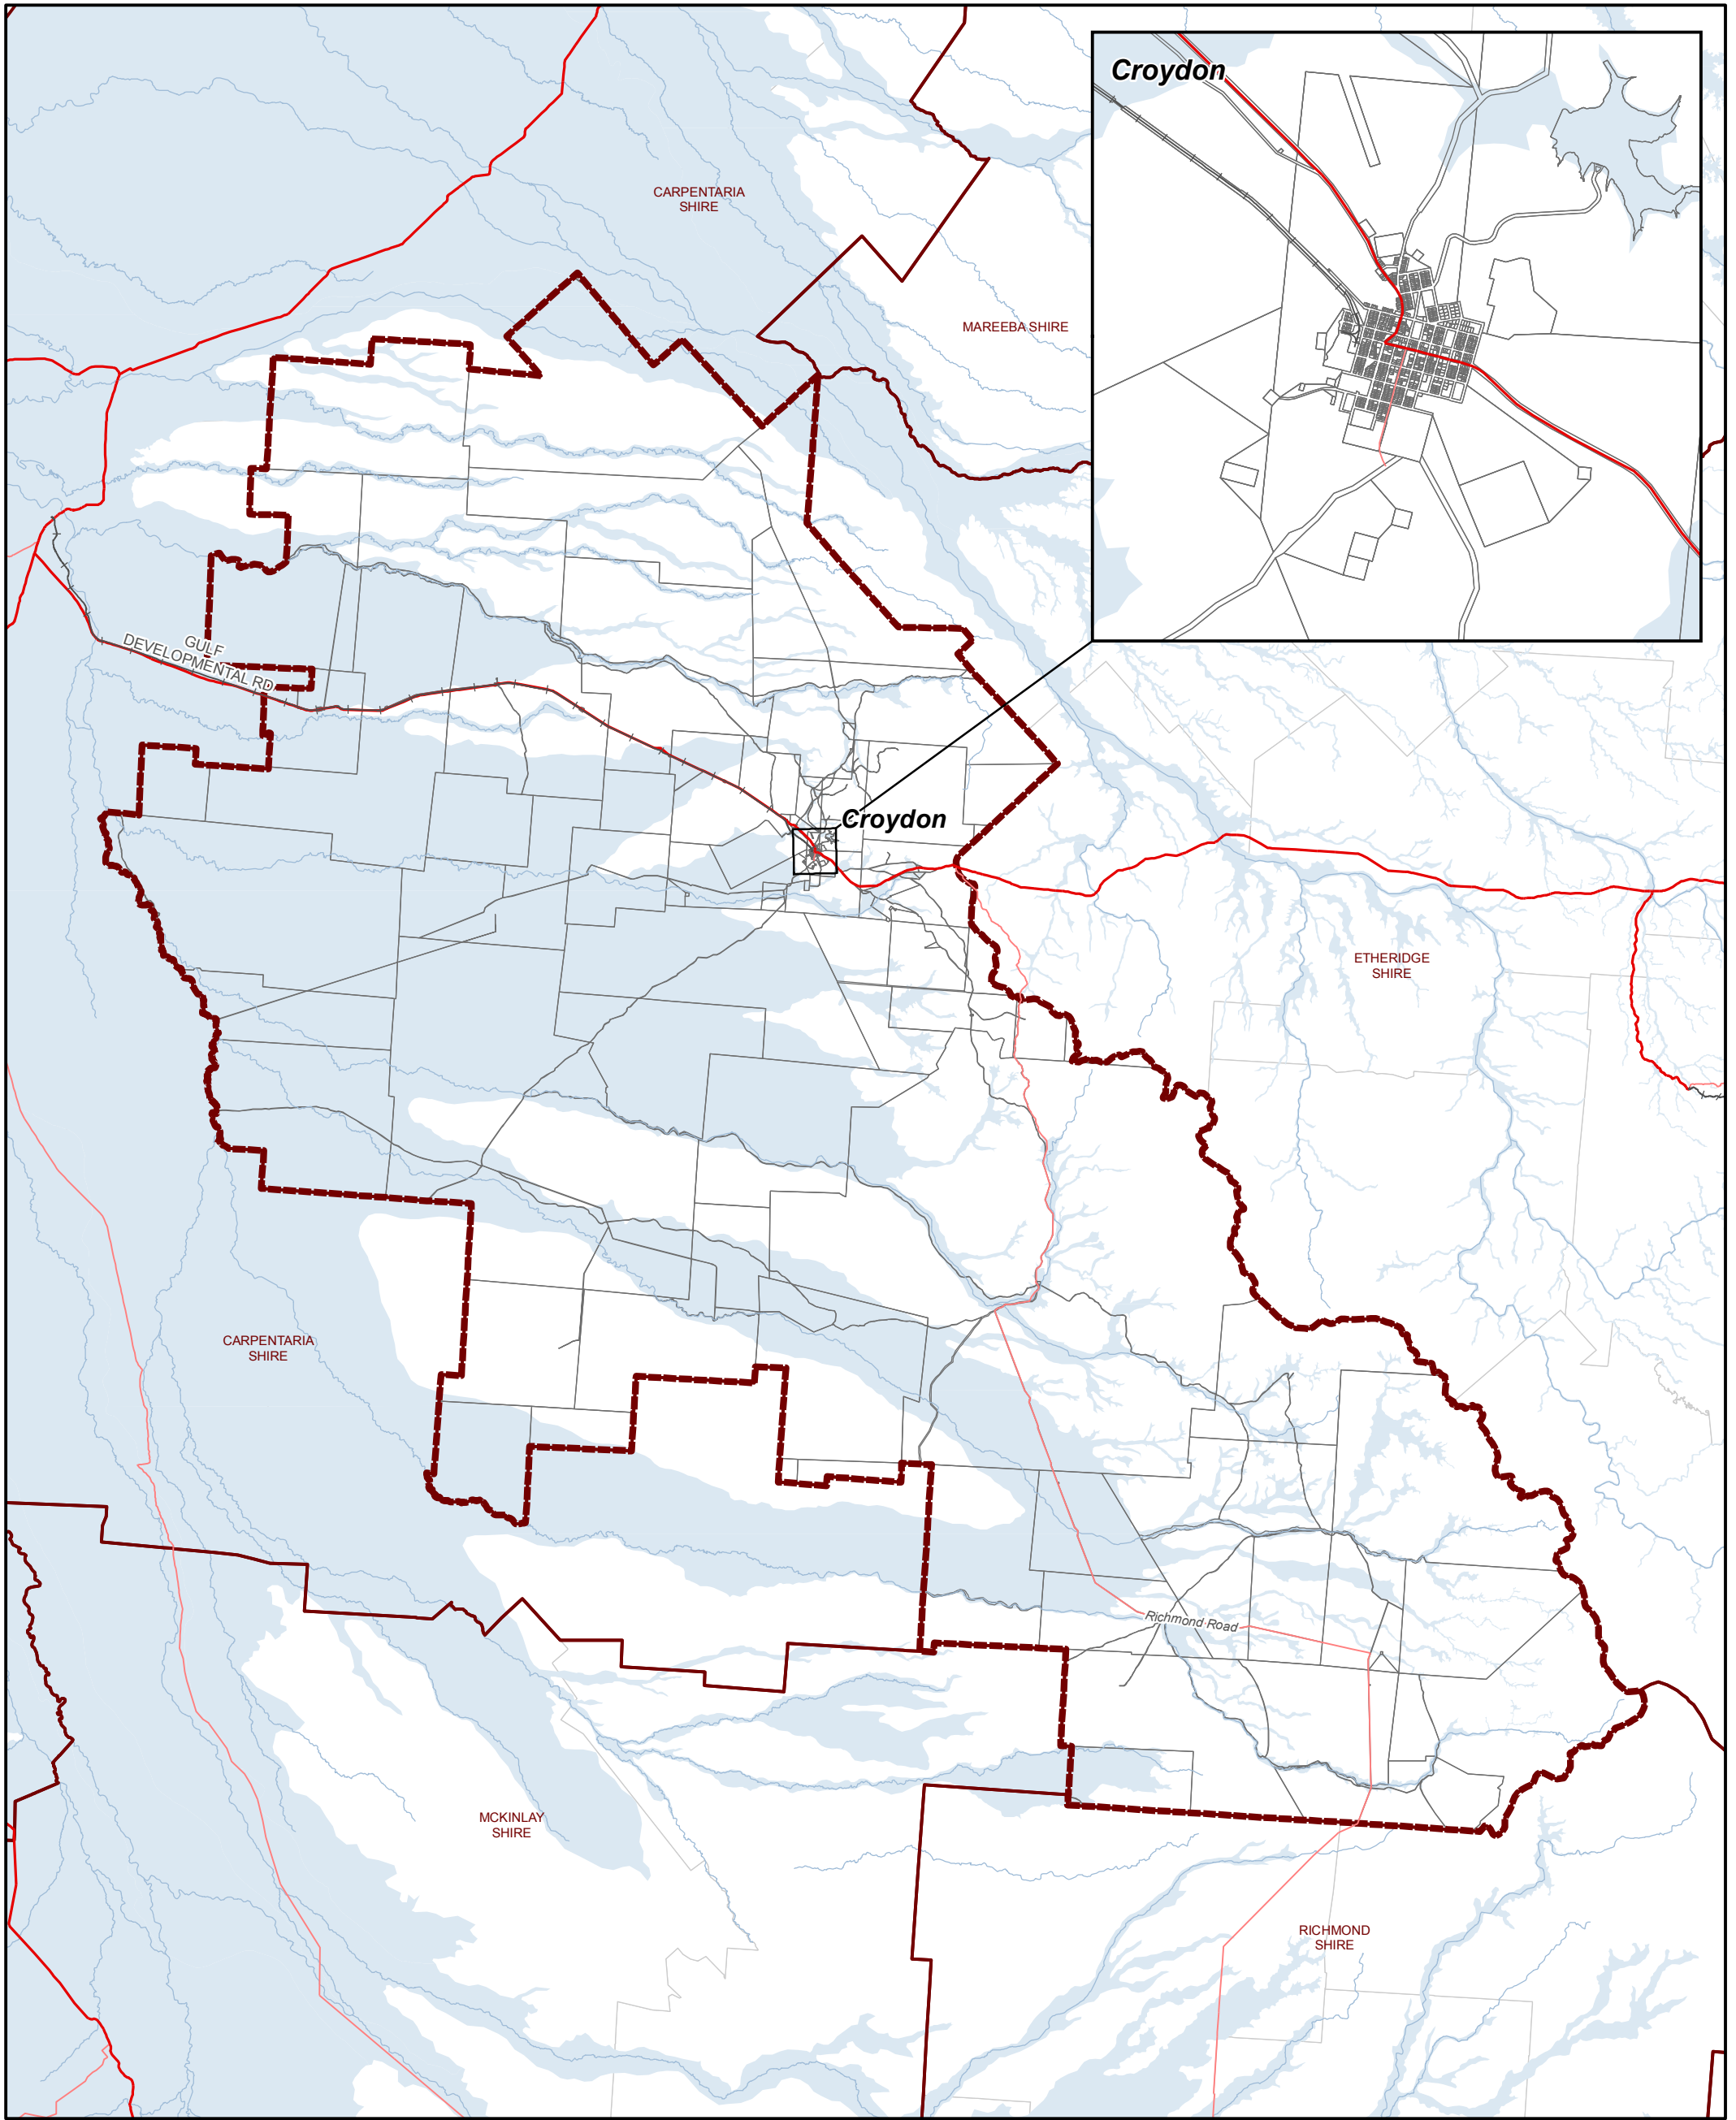 Croydon
CARPENTARIA
SHIRE
MAREEBA SHIRE
GULF
DEVELOPMENTAL RD
Croydon
ETHERIDGE
SHIRE
CARPENTARIA
SHIRE
Richmond Road
MCKINLAY
SHIRE
RICHMOND
SHIRE